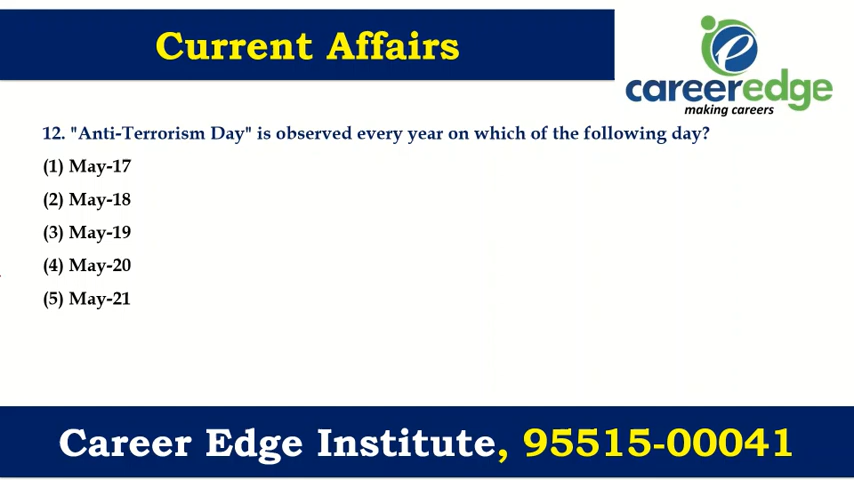 Current Affairs
careeredge
making careers
12. "Anti-Terrorism Day" is observed every year on which of the following day?
(1) May-17
(2) May-18
(3) May-19
(4) May-20
(5) May-21
Career Edge Institute, 95515-00041